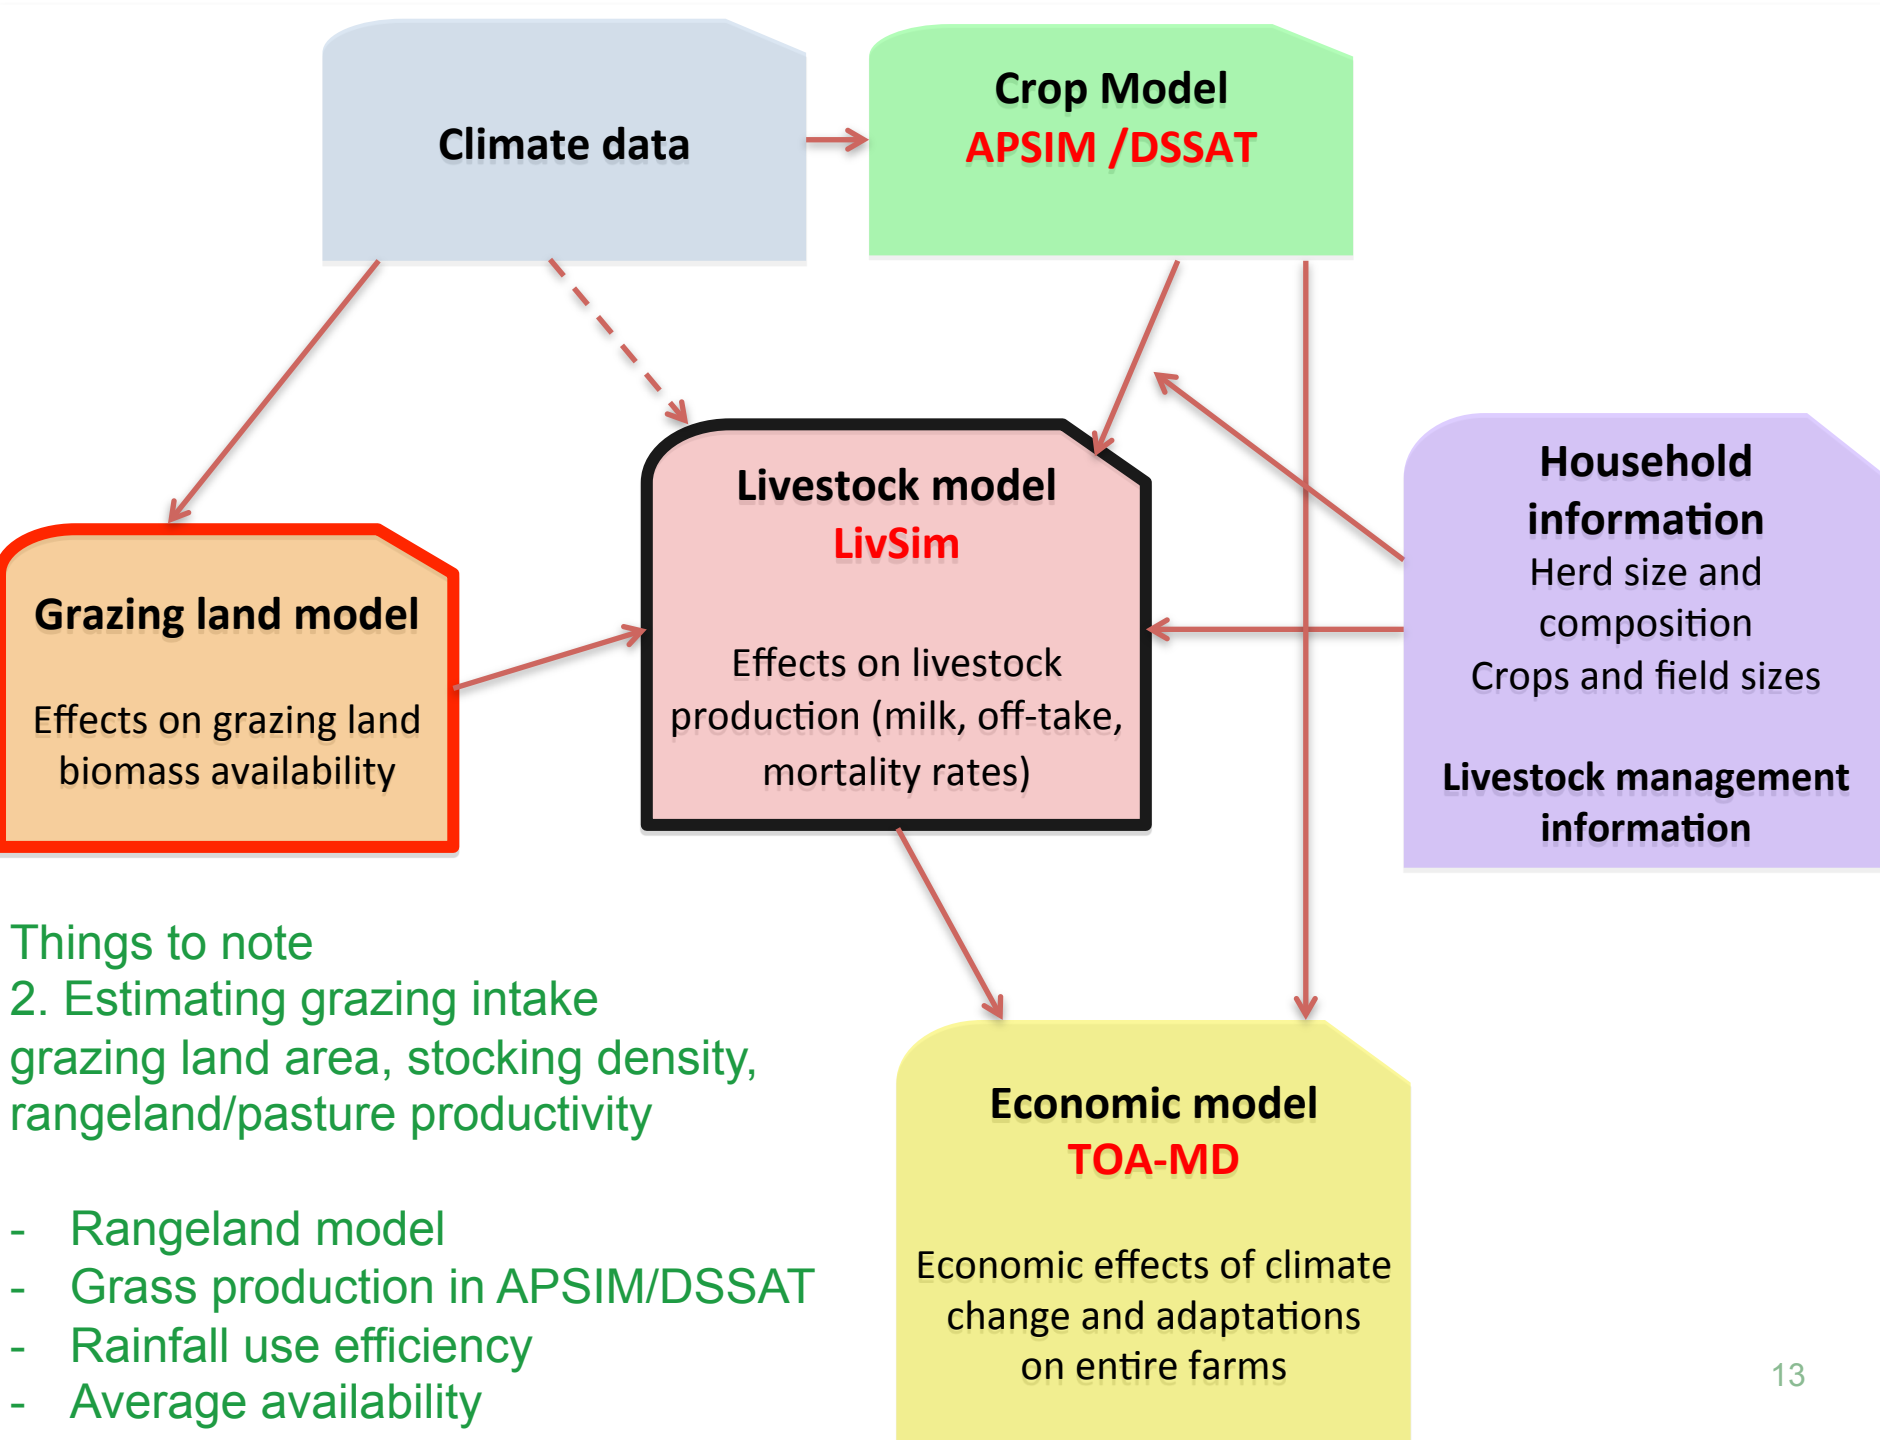 Climate data
Crop Model
APSIM /DSSAT
Livestock model
LivSim
Effects on livestock
production (milk, off-take,
mortality rates)
Household
information
Herd size and
composition
Crops and field sizes
Livestock management
information
Grazing land model
Effects on grazing land
biomass availability
Things to note
2. Estimating grazing intake
grazing land area, stocking density,
rangeland/pasture productivity
- Rangeland model
- Grass production in APSIM/DSSAT
- Rainfall use efficiency
- Average availability
Economic model
TOA-MD
Economic effects of climate
change and adaptations
on entire farms
13